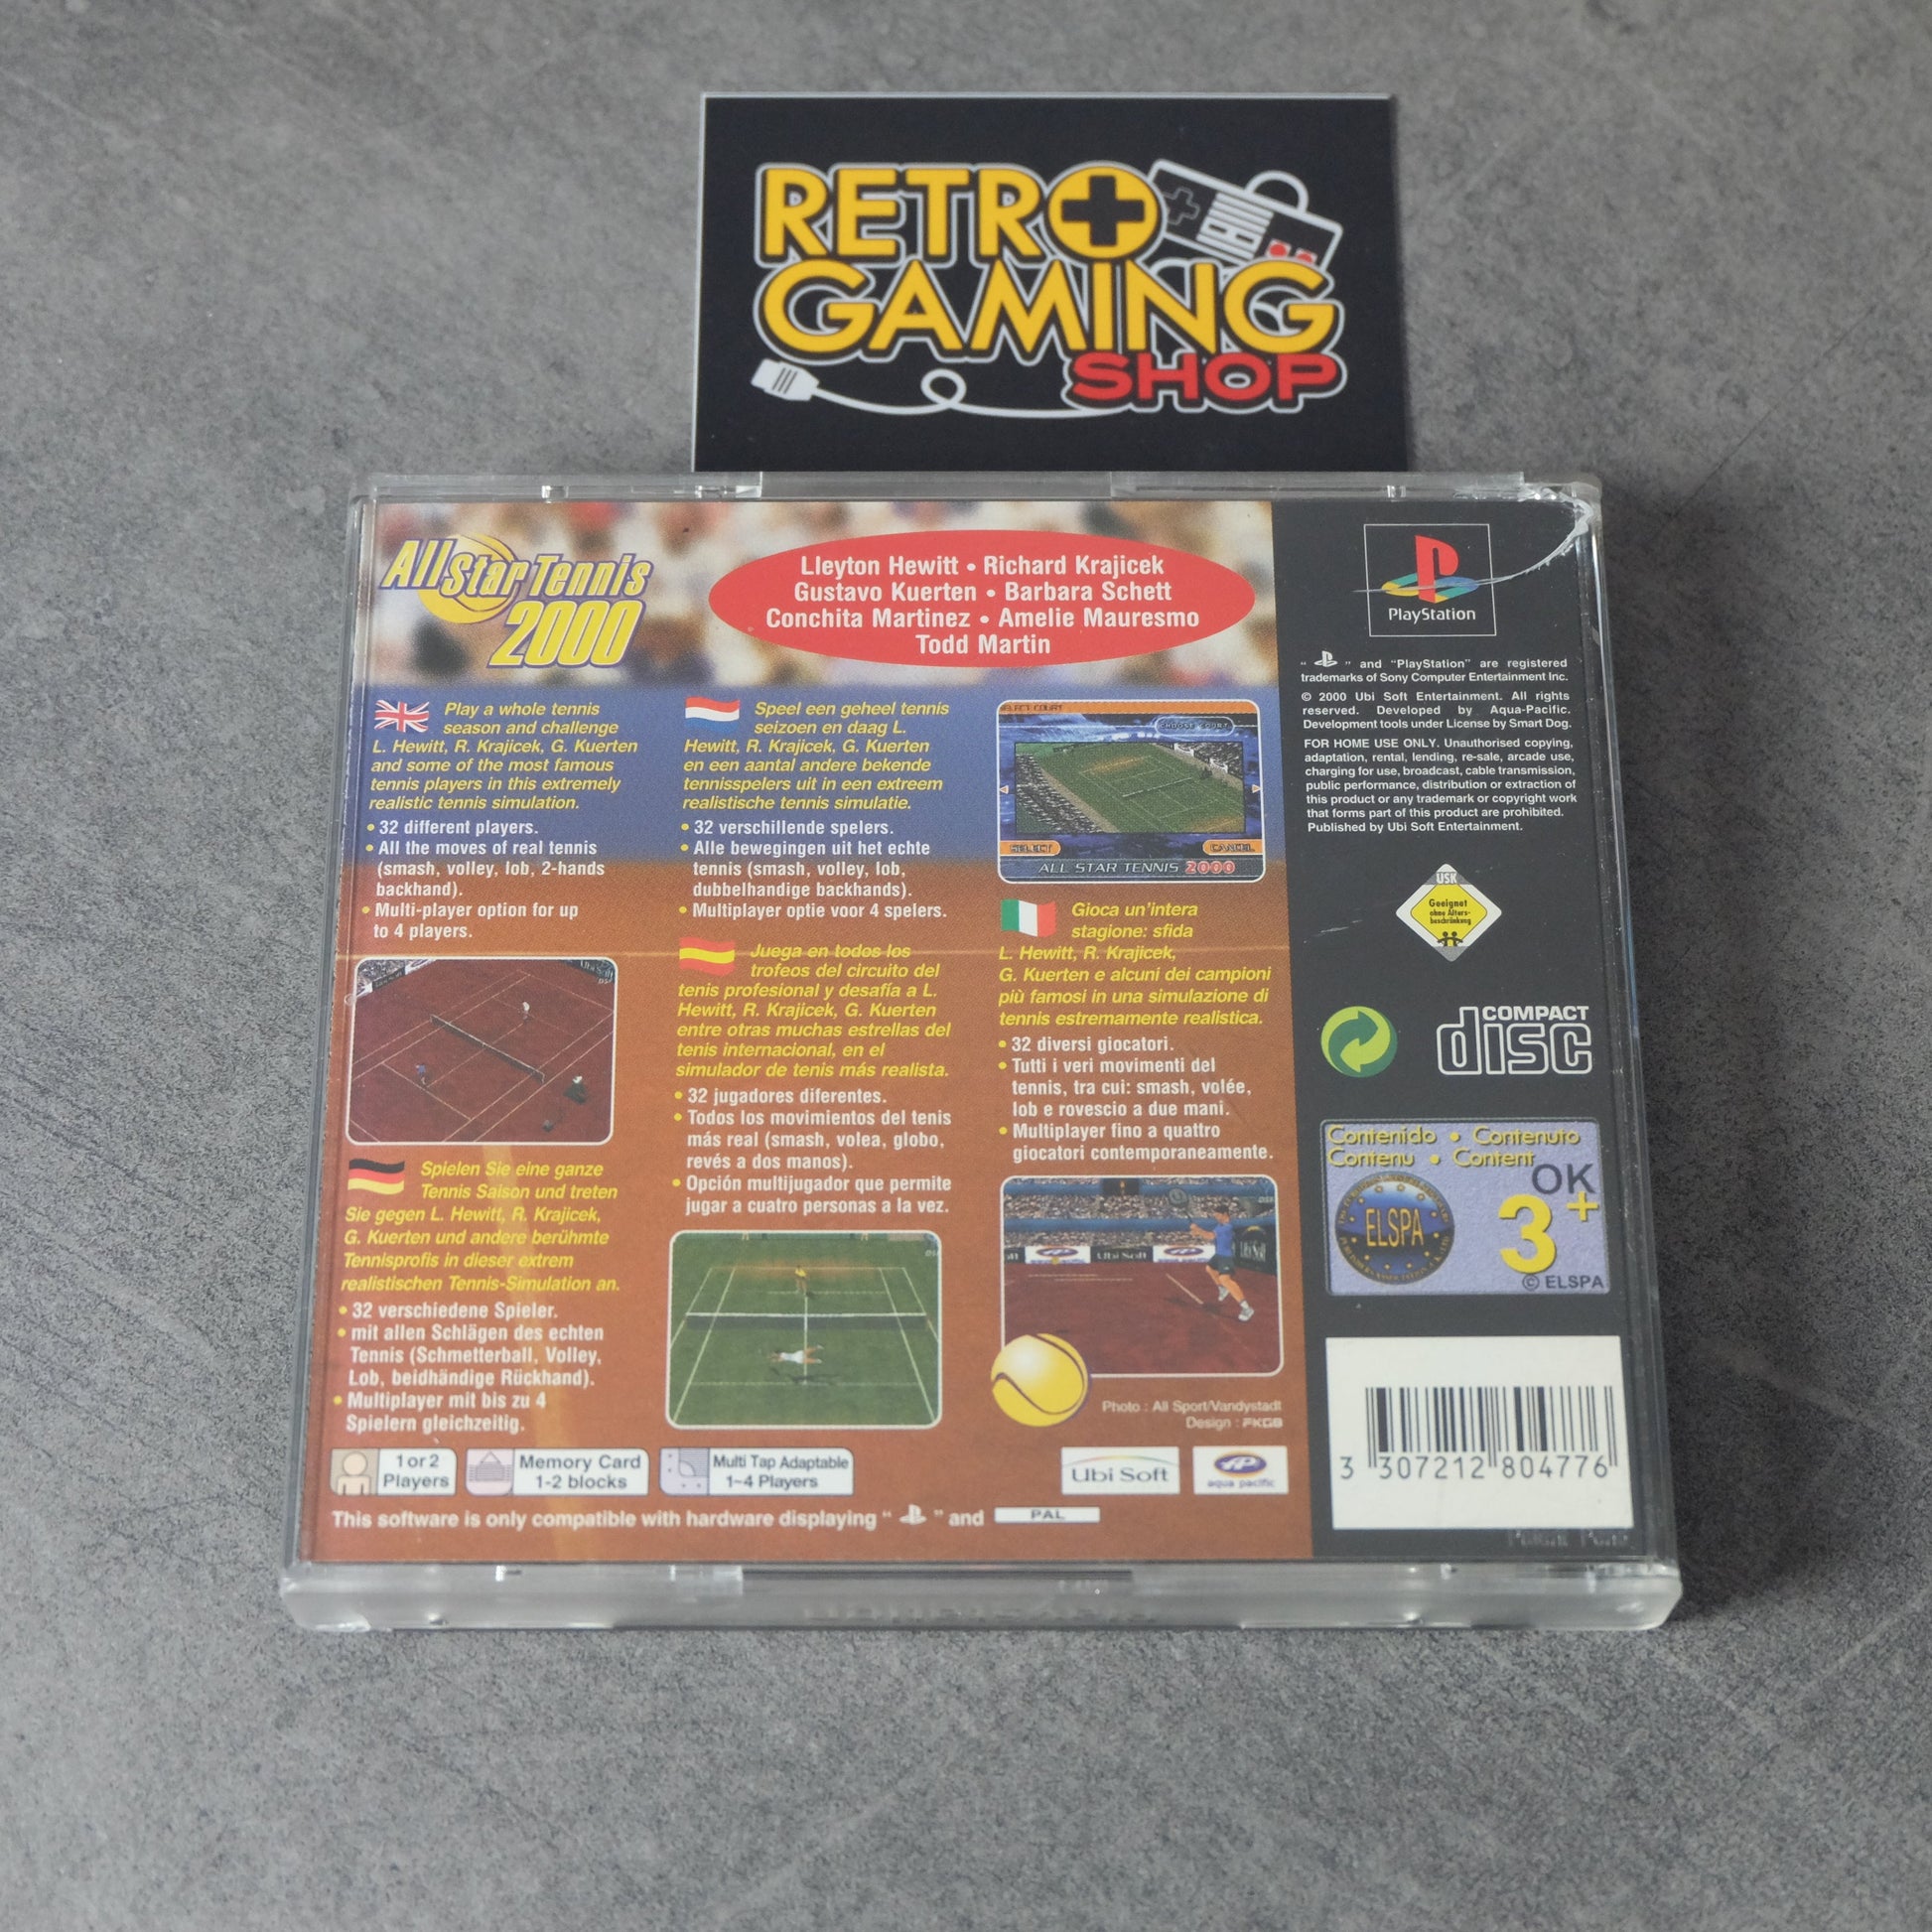 RETRO
GAMING
SHOP
All Star Tennis
2000
Lleyton Hewitt • Richard Krajicek
Gustavo Kuerten • Barbara Schett
Conchita Martinez • Amelie Mauresmo
Todd Martin
Play a whole tennis
season and challenge
L. Hewitt, R. Krajicek, G. Kuerten
and some of the most famous
tennis players in this extremely
realistic tennis simulation.
• 32 different players.
• All the moves of real tennis
(smash, volley, lob, 2-hands
backhand).
• Multi-player option for up
to 4 players.
Spielen Sie eine ganze
Tennis Saison und treten
Sie gegen L. Hewitt, R. Krajicek,
G. Kuerten und andere berühmte
Tennisprofis in dieser extrem
realistischen Tennis-Simulation an.
• 32 verschiedene Spieler.
• mit allen Schlägen des echten
Tennis (Schmetterball, Volley,
Lob, beidhändige Rückhand).
• Multiplayer mit bis zu 4
Spielern gleichzeitig.
Speel een geheel tennis
seizoen en daag L.
Hewitt, R. Krajicek, G. Kuerten
en een aantal andere bekende
tennisspelers uit in een extreem
realistische tennis simulatie.
• 32 verschillende spelers.
• Alle bewegingen uit het echte
tennis (smash, volley, lob,
dubbelhandige backhands).
• Multiplayer optie voor 4 spelers.
Juega en todos los
trofeos del circuito del
tenis profesional y desafía a L.
Hewitt, R. Krajicek, G. Kuerten
entre otras muchas estrellas del
tenis internacional, en el
simulador de tenis más realista.
• 32 jugadores diferentes.
• Todos los movimientos del tenis
más real (smash, volea, globo,
revés a dos manos).
• Opción multijugador que permite
jugar a cuatro personas a la vez.
SELECT COURT
CHOOSE COURT
SELECT
CANCEL
ALL STAR TENNIS 2000
Gioca un'intera
stagione: sfida
L. Hewitt, R. Krajicek,
G. Kuerten e alcuni dei campioni
più famosi in una simulazione di
tennis estremamente realistica.
• 32 diversi giocatori.
• Tutti i veri movimenti del
tennis, tra cui: smash, volée,
lob e rovescio a due mani.
• Multiplayer fino a quattro
giocatori contemporaneamente.
Ubi Soft
Photo : All Sport/Vandystadt
Design : PKGB
1 or 2
Players
Memory Card
1-2 blocks
Multi Tap Adaptable
1~4 Players
Ubi Soft
aqua pacific
This software is only compatible with hardware displaying " " and PAL
PlayStation
" " and "PlayStation" are registered
trademarks of Sony Computer Entertainment Inc.
© 2000 Ubi Soft Entertainment. All rights
reserved. Developed by Aqua-Pacific.
Development tools under License by Smart Dog.
FOR HOME USE ONLY. Unauthorised copying,
adaptation, rental, lending, re-sale, arcade use,
charging for use, broadcast, cable transmission,
public performance, distribution or extraction of
this product or any trademark or copyright work
that forms part of this product are prohibited.
Published by Ubi Soft Entertainment.
USK
Geeignet
ohne Alters-
beschränkung
COMPACT
disc
Contenido • Contenuto
Contenu • Content
OK
3+
ELSPA
© ELSPA
3 307212 804776